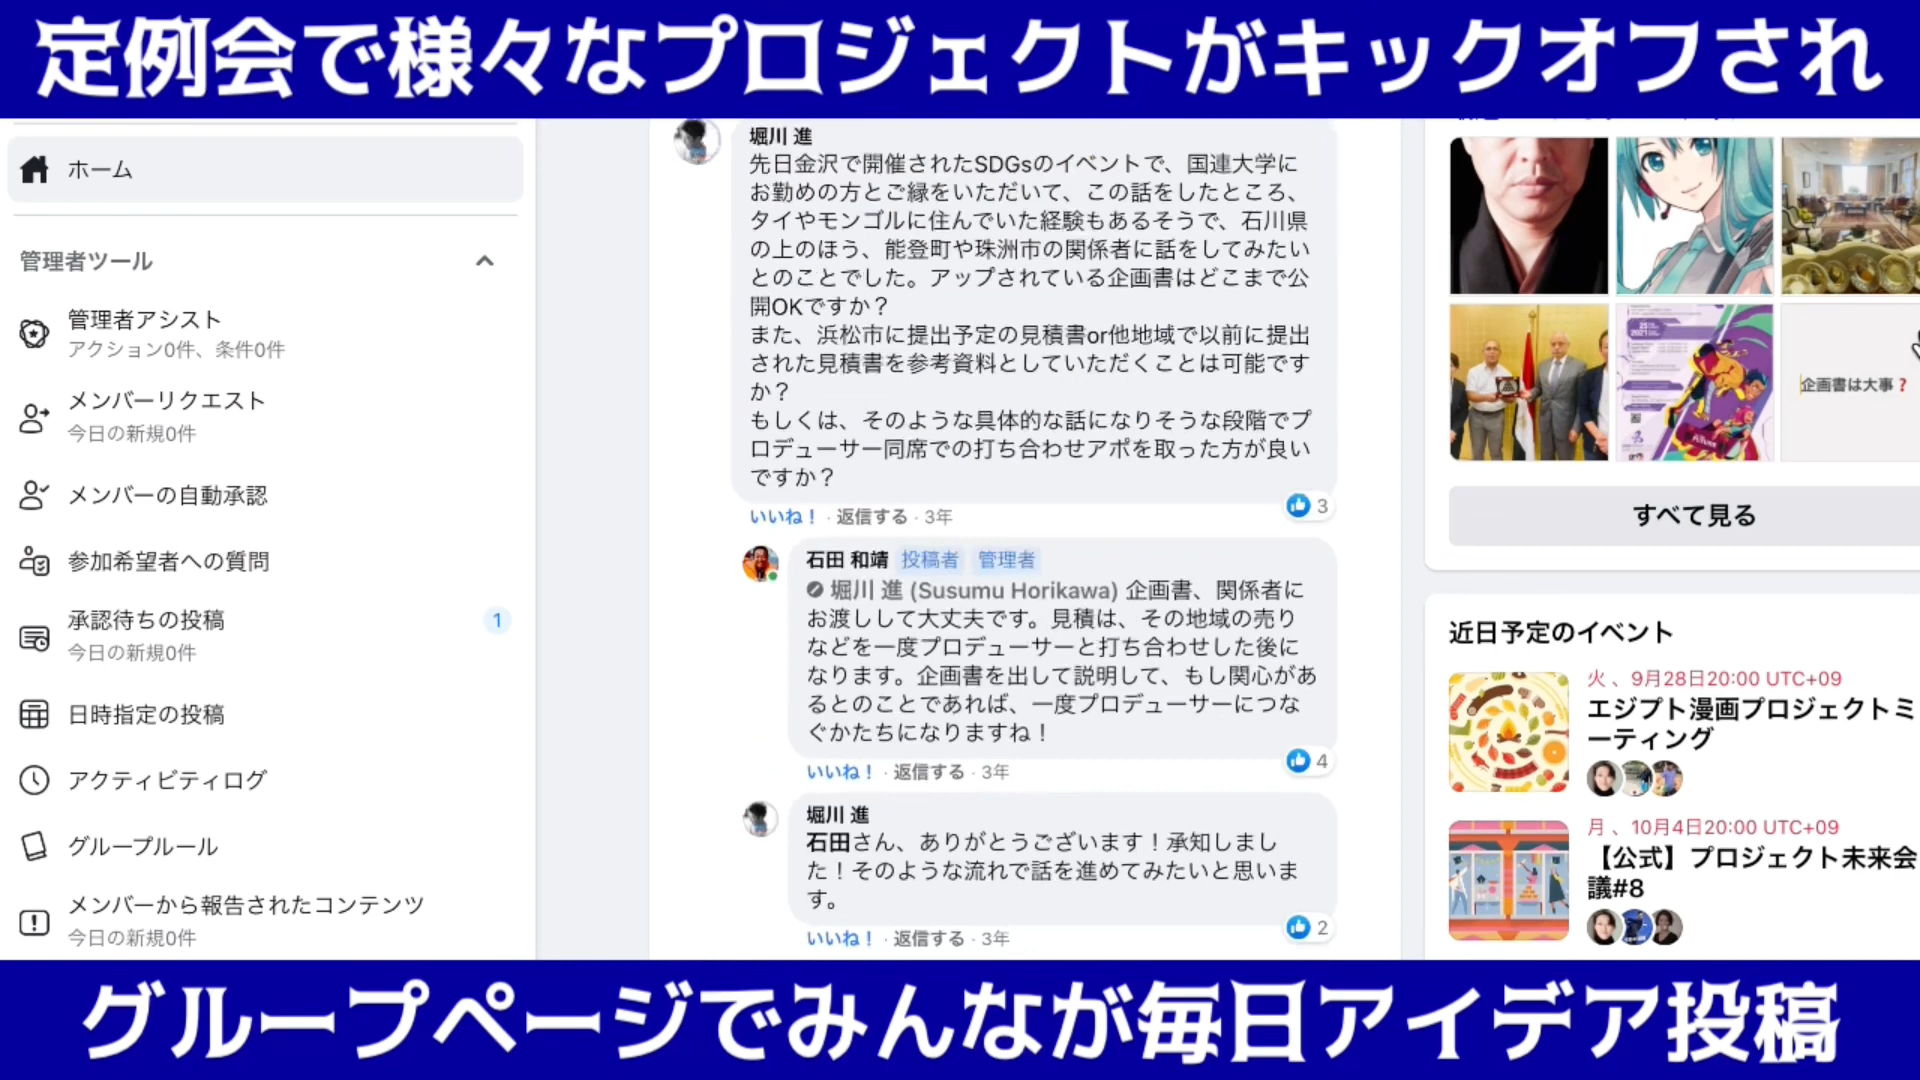 定例会で様々なプロジェクトがキックオフされ
ホーム
管理者ツール
管理者アシスト
アクション0件、条件0件
メンバーリクエスト
今日の新規0件
メンバーの自動承認
参加希望者への質問
承認待ちの投稿
1
今日の新規0件
日時指定の投稿
アクティビティログ
グループルール
メンバーから報告されたコンテンツ
今日の新規0件
堀川 進
先日金沢で開催されたSDGsのイベントで、国連大学に
お勤めの方とご縁をいただいて、この話をしたところ、
タイやモンゴルに住んでいた経験もあるそうで、石川県
の上のほう、能登町や珠洲市の関係者に話をしてみたい
とのことでした。アップされている企画書はどこまで公
開OKですか？
また、浜松市に提出予定の見積書or他地域で以前に提出
された見積書を参考資料としていただくことは可能です
か？
もしくは、そのような具体的な話になりそうな段階でプ
ロデューサー同席での打ち合わせアポを取った方が良い
ですか？
3
いいね！ · 返信する · 3年
石田 和靖 投稿者 管理者
堀川 進 (Susumu Horikawa) 企画書、関係者に
お渡しして大丈夫です。見積は、その地域の売り
などを一度プロデューサーと打ち合わせした後に
なります。企画書を出して説明して、もし関心があ
るとのことであれば、一度プロデューサーにつな
ぐかたちになりますね！
4
いいね！ · 返信する · 3年
堀川 進
石田さん、ありがとうございます！承知しまし
た！そのような流れで話を進めてみたいと思いま
す。
2
いいね！ · 返信する · 3年
企画書は大事？
すべて見る
近日予定のイベント
火 、9月28日20:00 UTC+09
エジプト漫画プロジェクトミ
ーティング
月 、10月4日20:00 UTC+09
【公式】プロジェクト未来会
議#8
グループページでみんなが毎日アイデア投稿